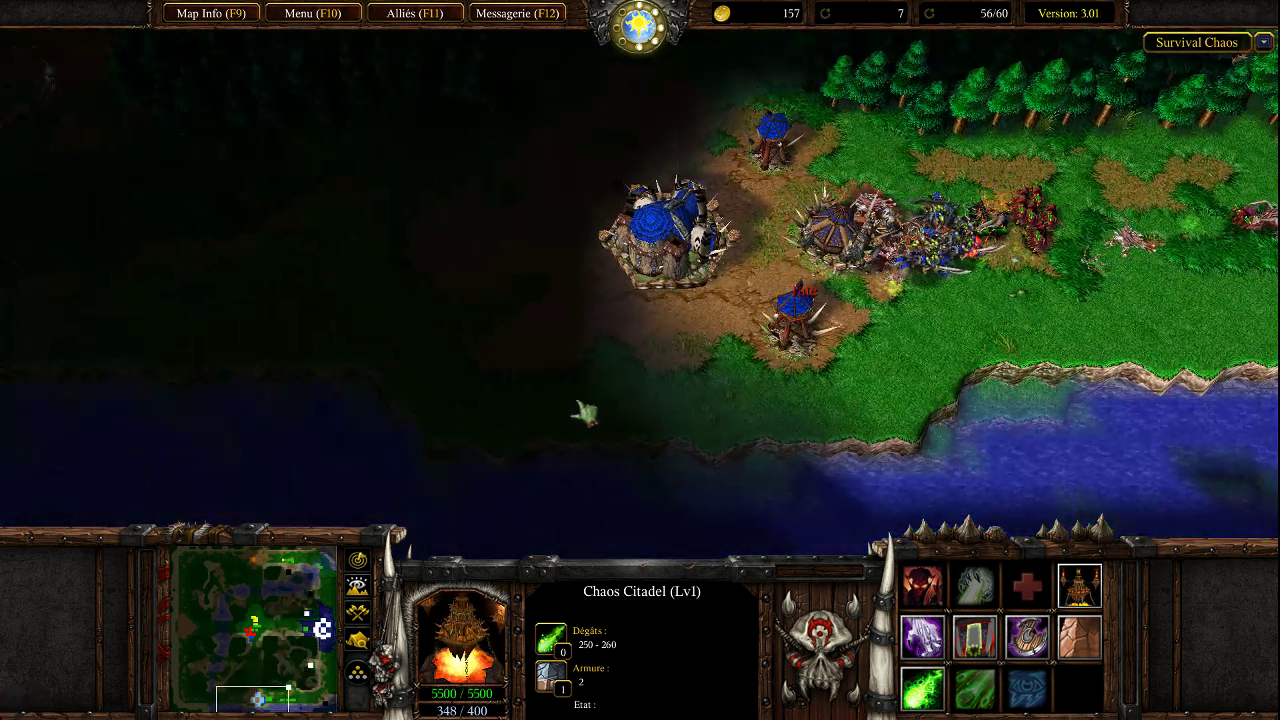 Map Info (F9) Menu (F10) Alliés (F11) Messagerie (F12) 157 7 56/60 Version: 3.01
Survival Chaos
Chaos Citadel (Lv1)
Dégâts :
250 - 260
0
Armure :
2
1
Etat :
5500 / 5500
348 / 400